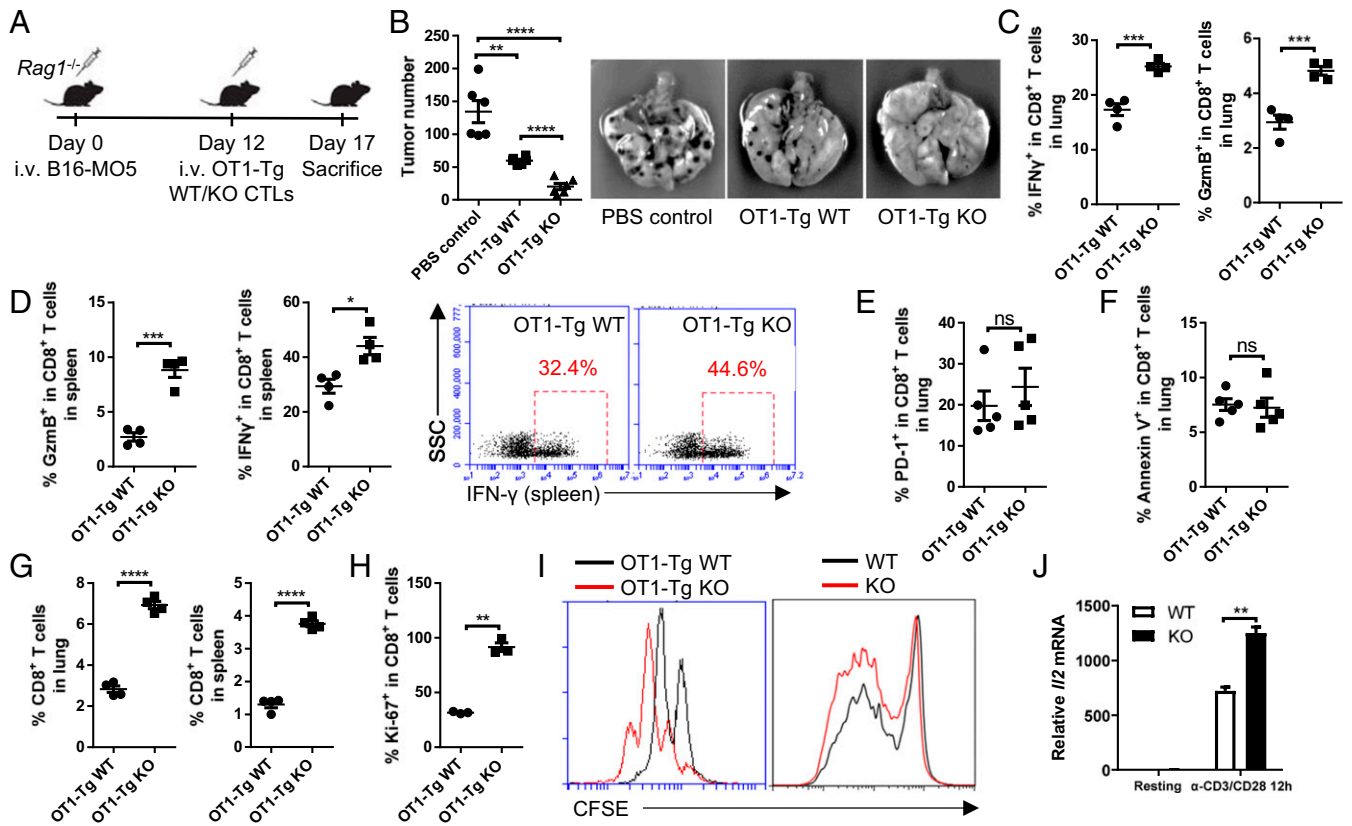 A
Rag1-/-
Day 0
i.v. B16-MO5
Day 12
i.v. OT1-Tg
WT/KO CTLs
Day 17
Sacrifice
B
Tumor number
250
200
150
100
50
0
****
**
****
PBS control
OT1-Tg WT
OT1-Tg KO
PBS control
OT1-Tg WT
OT1-Tg KO
C
% IFNγ+ in CD8+ T cells
in lung
30
20
10
0
***
OT1-Tg WT
OT1-Tg KO
% GzmB+ in CD8+ T cells
in lung
6
4
2
0
***
OT1-Tg WT
OT1-Tg KO
D
% GzmB+ in CD8+ T cells
in spleen
15
10
5
0
***
OT1-Tg WT
OT1-Tg KO
% IFNγ+ in CD8+ T cells
in spleen
60
40
20
0
*
OT1-Tg WT
OT1-Tg KO
SSC
OT1-Tg WT
32.4%
OT1-Tg KO
44.6%
IFN-γ (spleen)
E
% PD-1+ in CD8+ T cells
in lung
50
40
30
20
10
0
ns
OT1-Tg WT
OT1-Tg KO
F
% Annexin V+ in CD8+ T cells
in lung
15
10
5
0
ns
OT1-Tg WT
OT1-Tg KO
G
% CD8+ T cells
in lung
8
6
4
2
0
****
OT1-Tg WT
OT1-Tg KO
% CD8+ T cells
in spleen
5
4
3
2
1
0
****
OT1-Tg WT
OT1-Tg KO
H
% Ki-67+ in CD8+ T cells
150
100
50
0
**
OT1-Tg WT
OT1-Tg KO
I
OT1-Tg WT
OT1-Tg KO
WT
KO
CFSE
J
Relative Il2 mRNA
1500
1000
500
0
WT
KO
**
Resting
α-CD3/CD28 12h